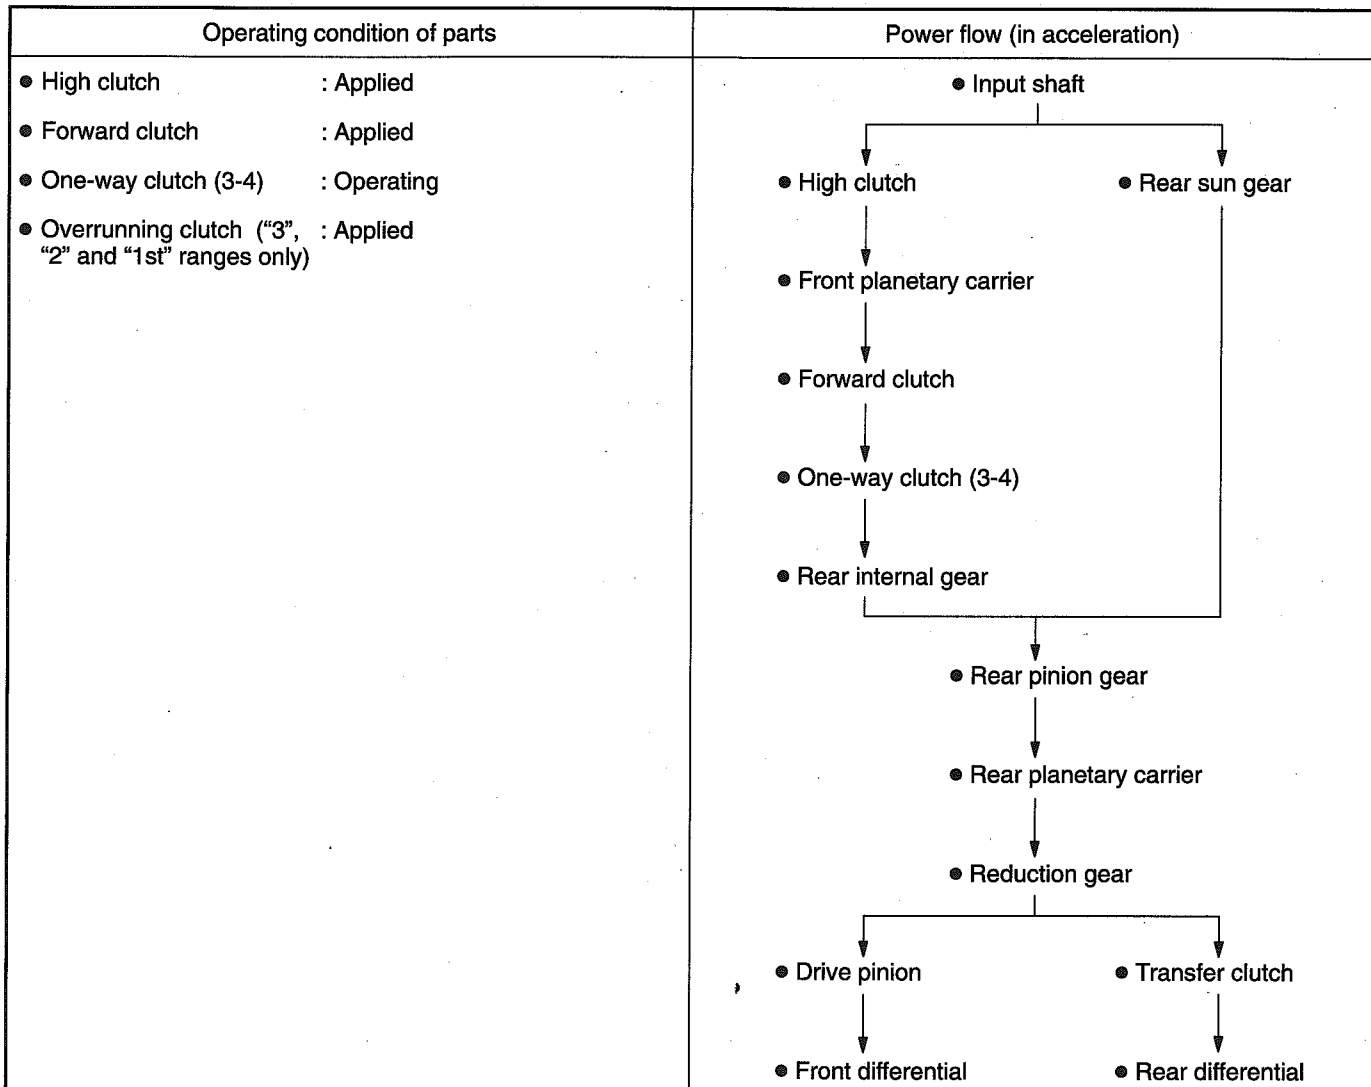 Operating condition of parts
Power flow (in acceleration)
● High clutch : Applied
● Forward clutch : Applied
● One-way clutch (3-4) : Operating
● Overrunning clutch (“3”, : Applied
“2” and “1st” ranges only)
● Input shaft
● High clutch
● Rear sun gear
● Front planetary carrier
● Forward clutch
● One-way clutch (3-4)
● Rear internal gear
● Rear pinion gear
● Rear planetary carrier
● Reduction gear
● Drive pinion
● Transfer clutch
● Front differential
● Rear differential